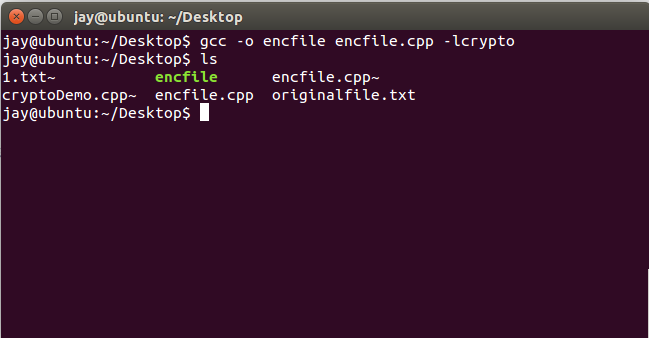 jay@ubuntu: ~/Desktop
jay@ubuntu:~/Desktop$ gcc -o encfile encfile.cpp -lcrypto
jay@ubuntu:~/Desktop$ ls
1.txt~           encfile      encfile.cpp~
cryptoDemo.cpp~  encfile.cpp  originalfile.txt
jay@ubuntu:~/Desktop$